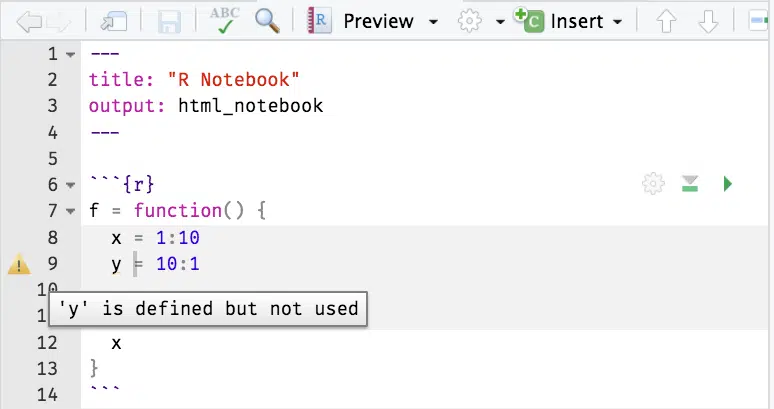 ABC
R Preview C Insert
1 ---
2 title: "R Notebook"
3 output: html_notebook
4 ---
5
6 ```{r}
7 f = function() {
8 x = 1:10
9 y = 10:1
10
'y' is defined but not used
1
12 x
13 }
14 ```